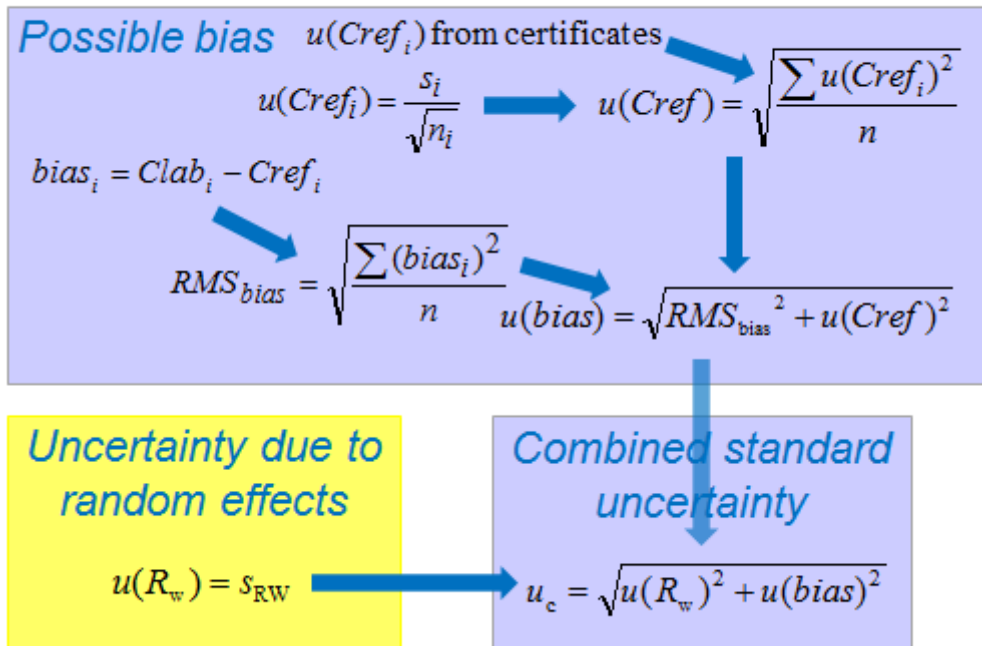 Possible bias u(Cref_i) from certificates
u(Cref_i) = s_i / √n_i u(Cref) = √(∑ u(Cref_i)² / n)
bias_i = Clab_i − Cref_i
RMS_bias = √(∑ (bias_i)² / n)
u(bias) = √(RMS_bias² + u(Cref)²)
Uncertainty due to
random effects
u(R_w) = s_RW
Combined standard
uncertainty
u_c = √(u(R_w)² + u(bias)²)